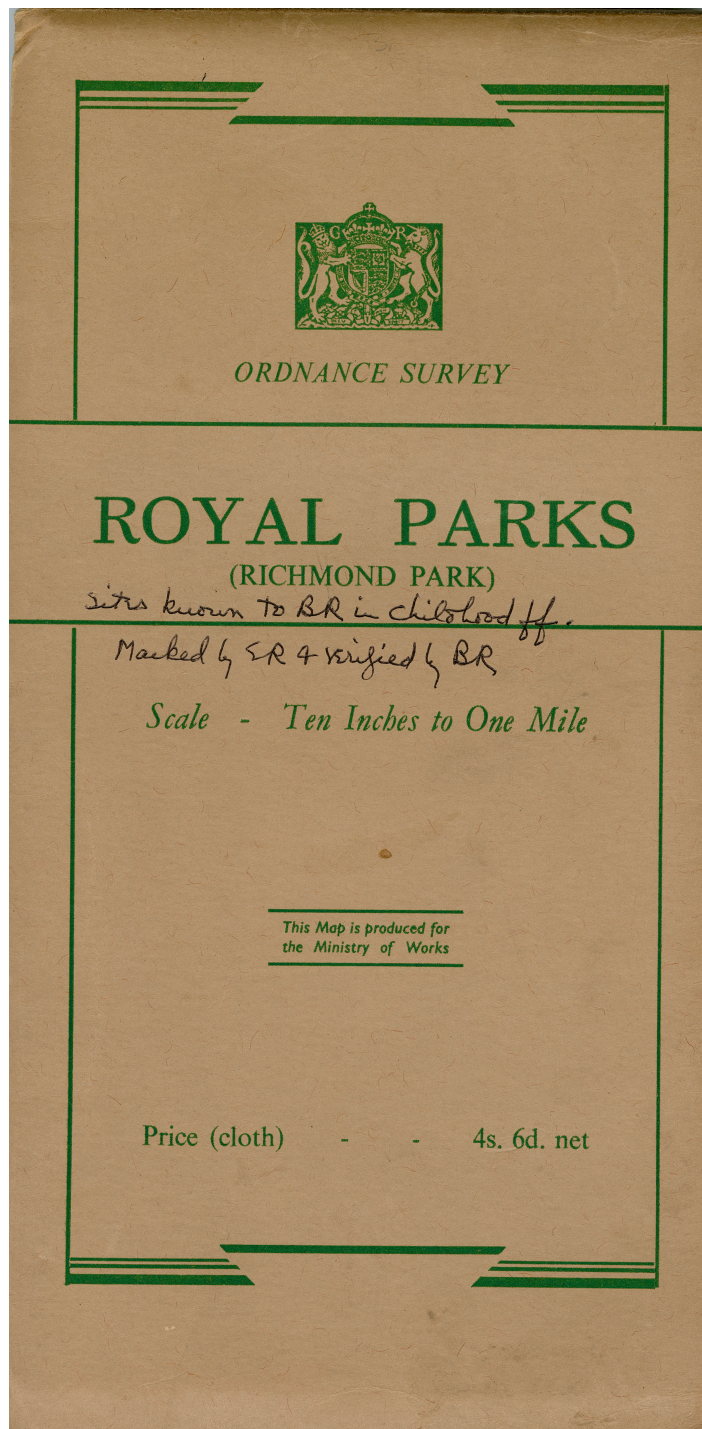 G R
ORDNANCE SURVEY
ROYAL PARKS
(RICHMOND PARK)
Sites known to BR in childhood ff.
Marked by ER & verified by BR
Scale - Ten Inches to One Mile
This Map is produced for
the Ministry of Works
Price (cloth) - - 4s. 6d. net